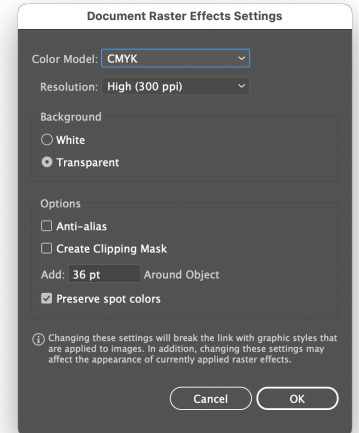 Document Raster Effects Settings
Color Model: CMYK
Resolution: High (300 ppi)
Background
White
Transparent
Options
Anti-alias
Create Clipping Mask
Add: 36 pt Around Object
Preserve spot colors
Changing these settings will break the link with graphic styles that
are applied to images. In addition, changing these settings may
affect the appearance of currently applied raster effects.
Cancel OK